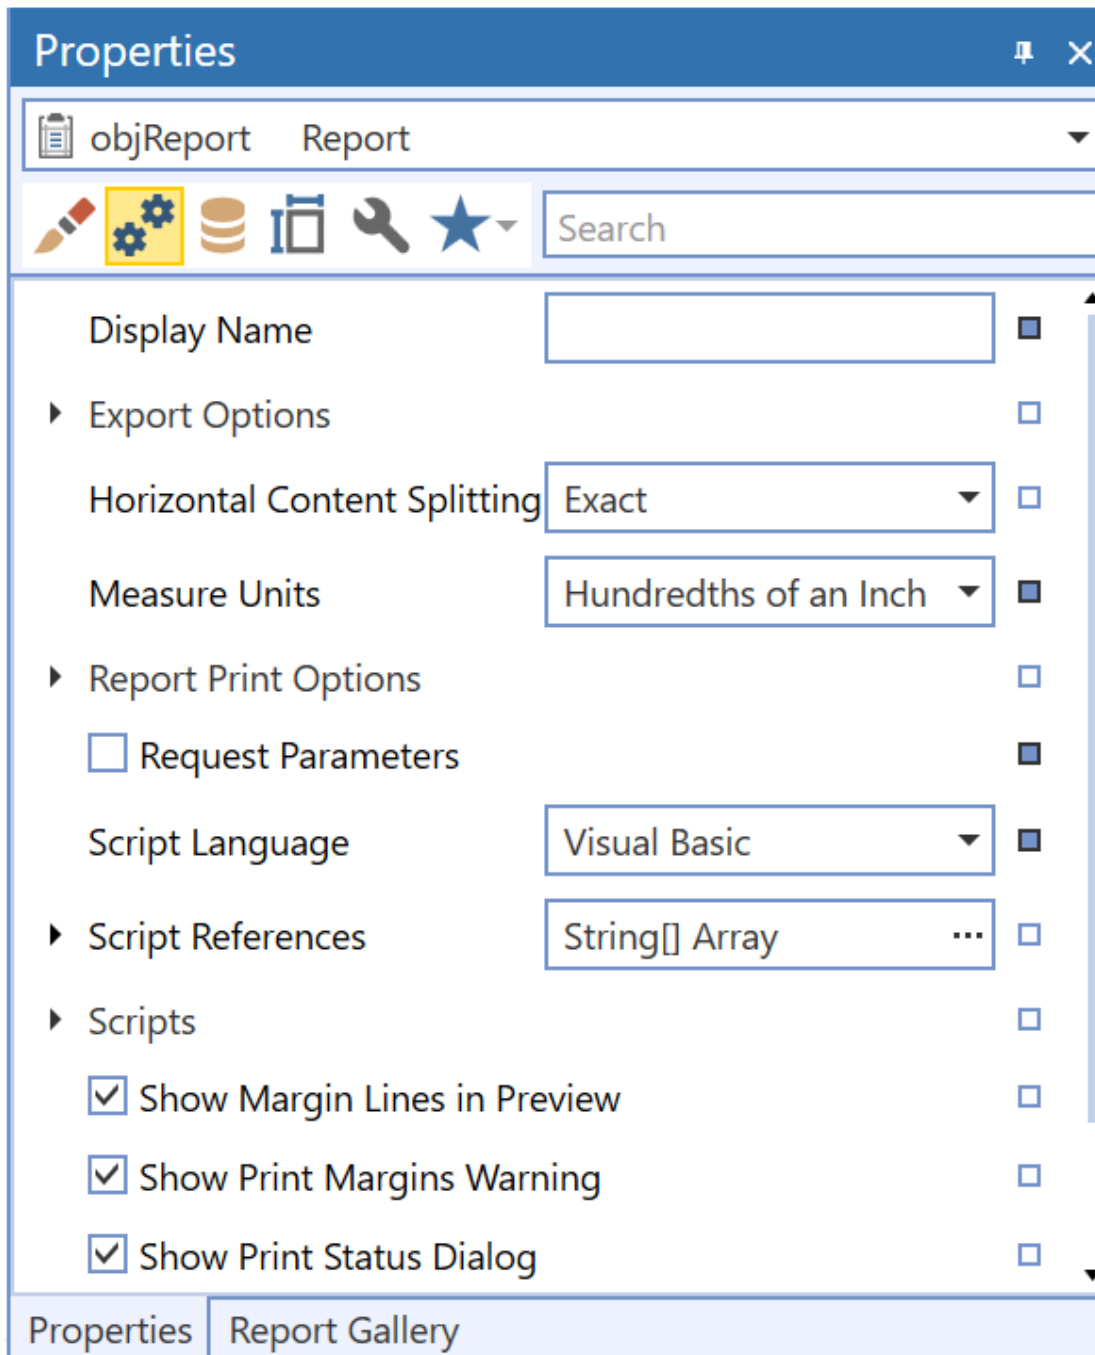 Properties
objReport Report
Search
Display Name
Export Options
Horizontal Content Splitting Exact
Measure Units Hundredths of an Inch
Report Print Options
Request Parameters
Script Language Visual Basic
Script References String[] Array ...
Scripts
Show Margin Lines in Preview
Show Print Margins Warning
Show Print Status Dialog
Properties Report Gallery